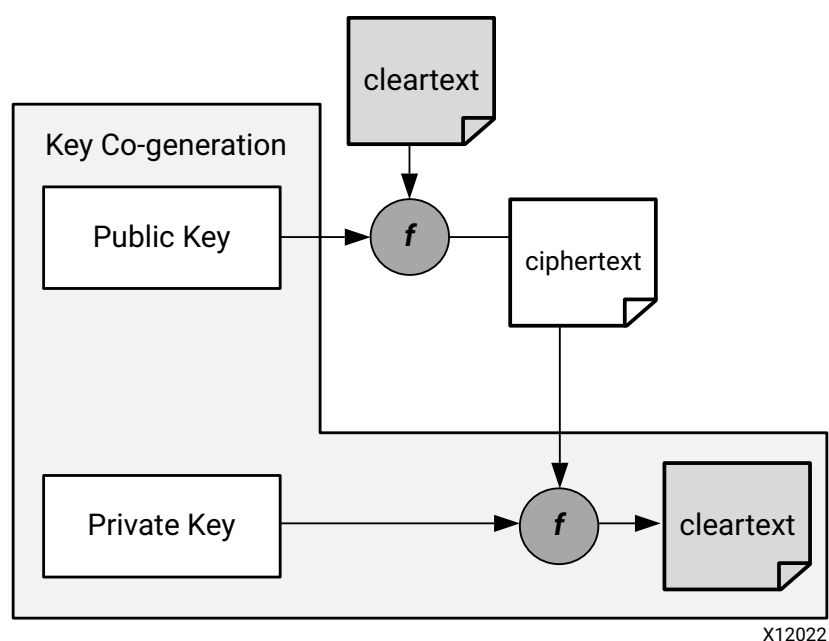 cleartext
Key Co-generation
Public Key
f
ciphertext
Private Key
f
cleartext
X12022